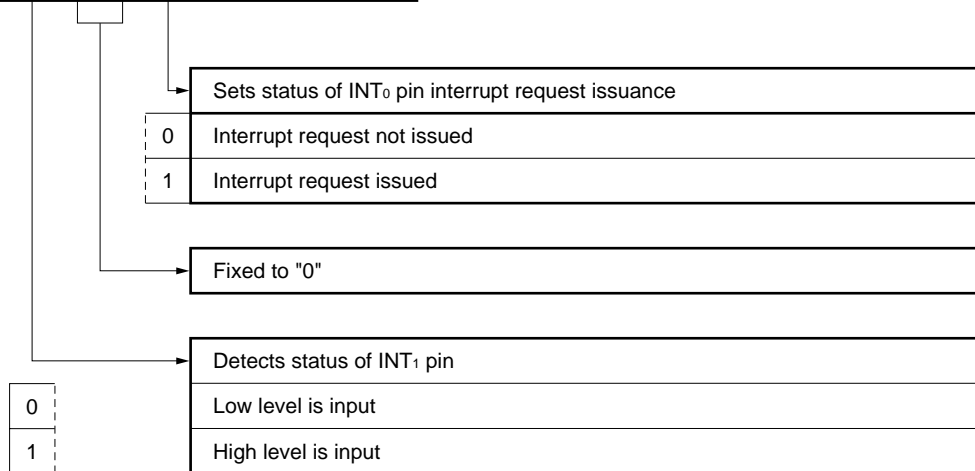 Sets status of INT₀ pin interrupt request issuance
0 Interrupt request not issued
1 Interrupt request issued
Fixed to "0"
Detects status of INT₁ pin
0 Low level is input
1 High level is input